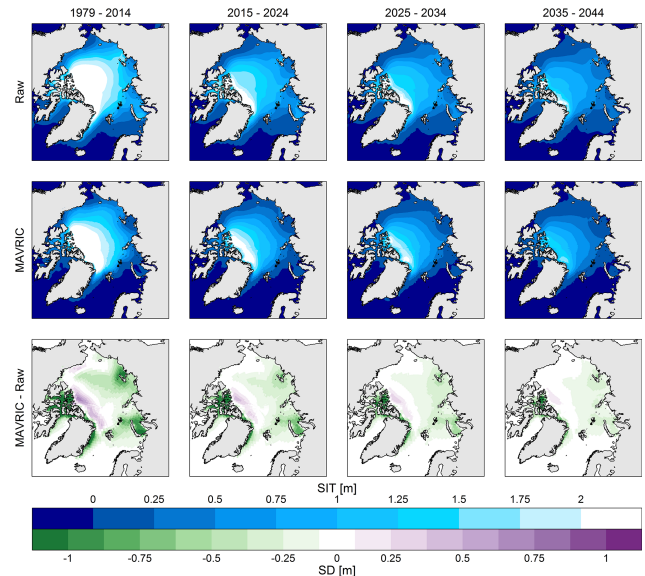 1979 - 2014 2015 - 2024 2025 - 2034 2035 - 2044
Raw
MAVRIC
MAVRIC - Raw
SIT [m]
0 0.25 0.5 0.75 1 1.25 1.5 1.75 2
-1 -0.75 -0.5 -0.25 0 0.25 0.5 0.75 1
SD [m]